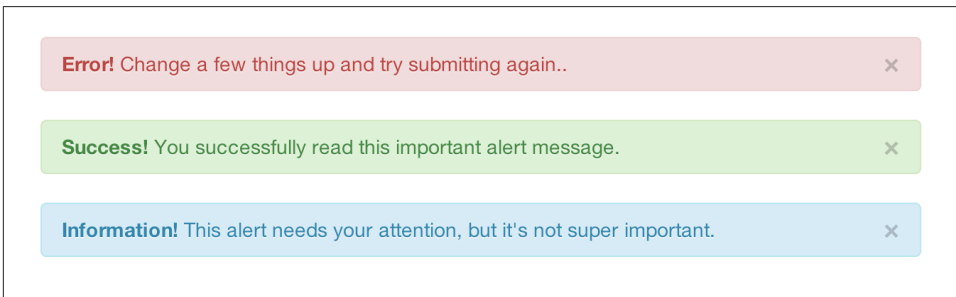 Error! Change a few things up and try submitting again.. ×
Success! You successfully read this important alert message. ×
Information! This alert needs your attention, but it's not super important. ×